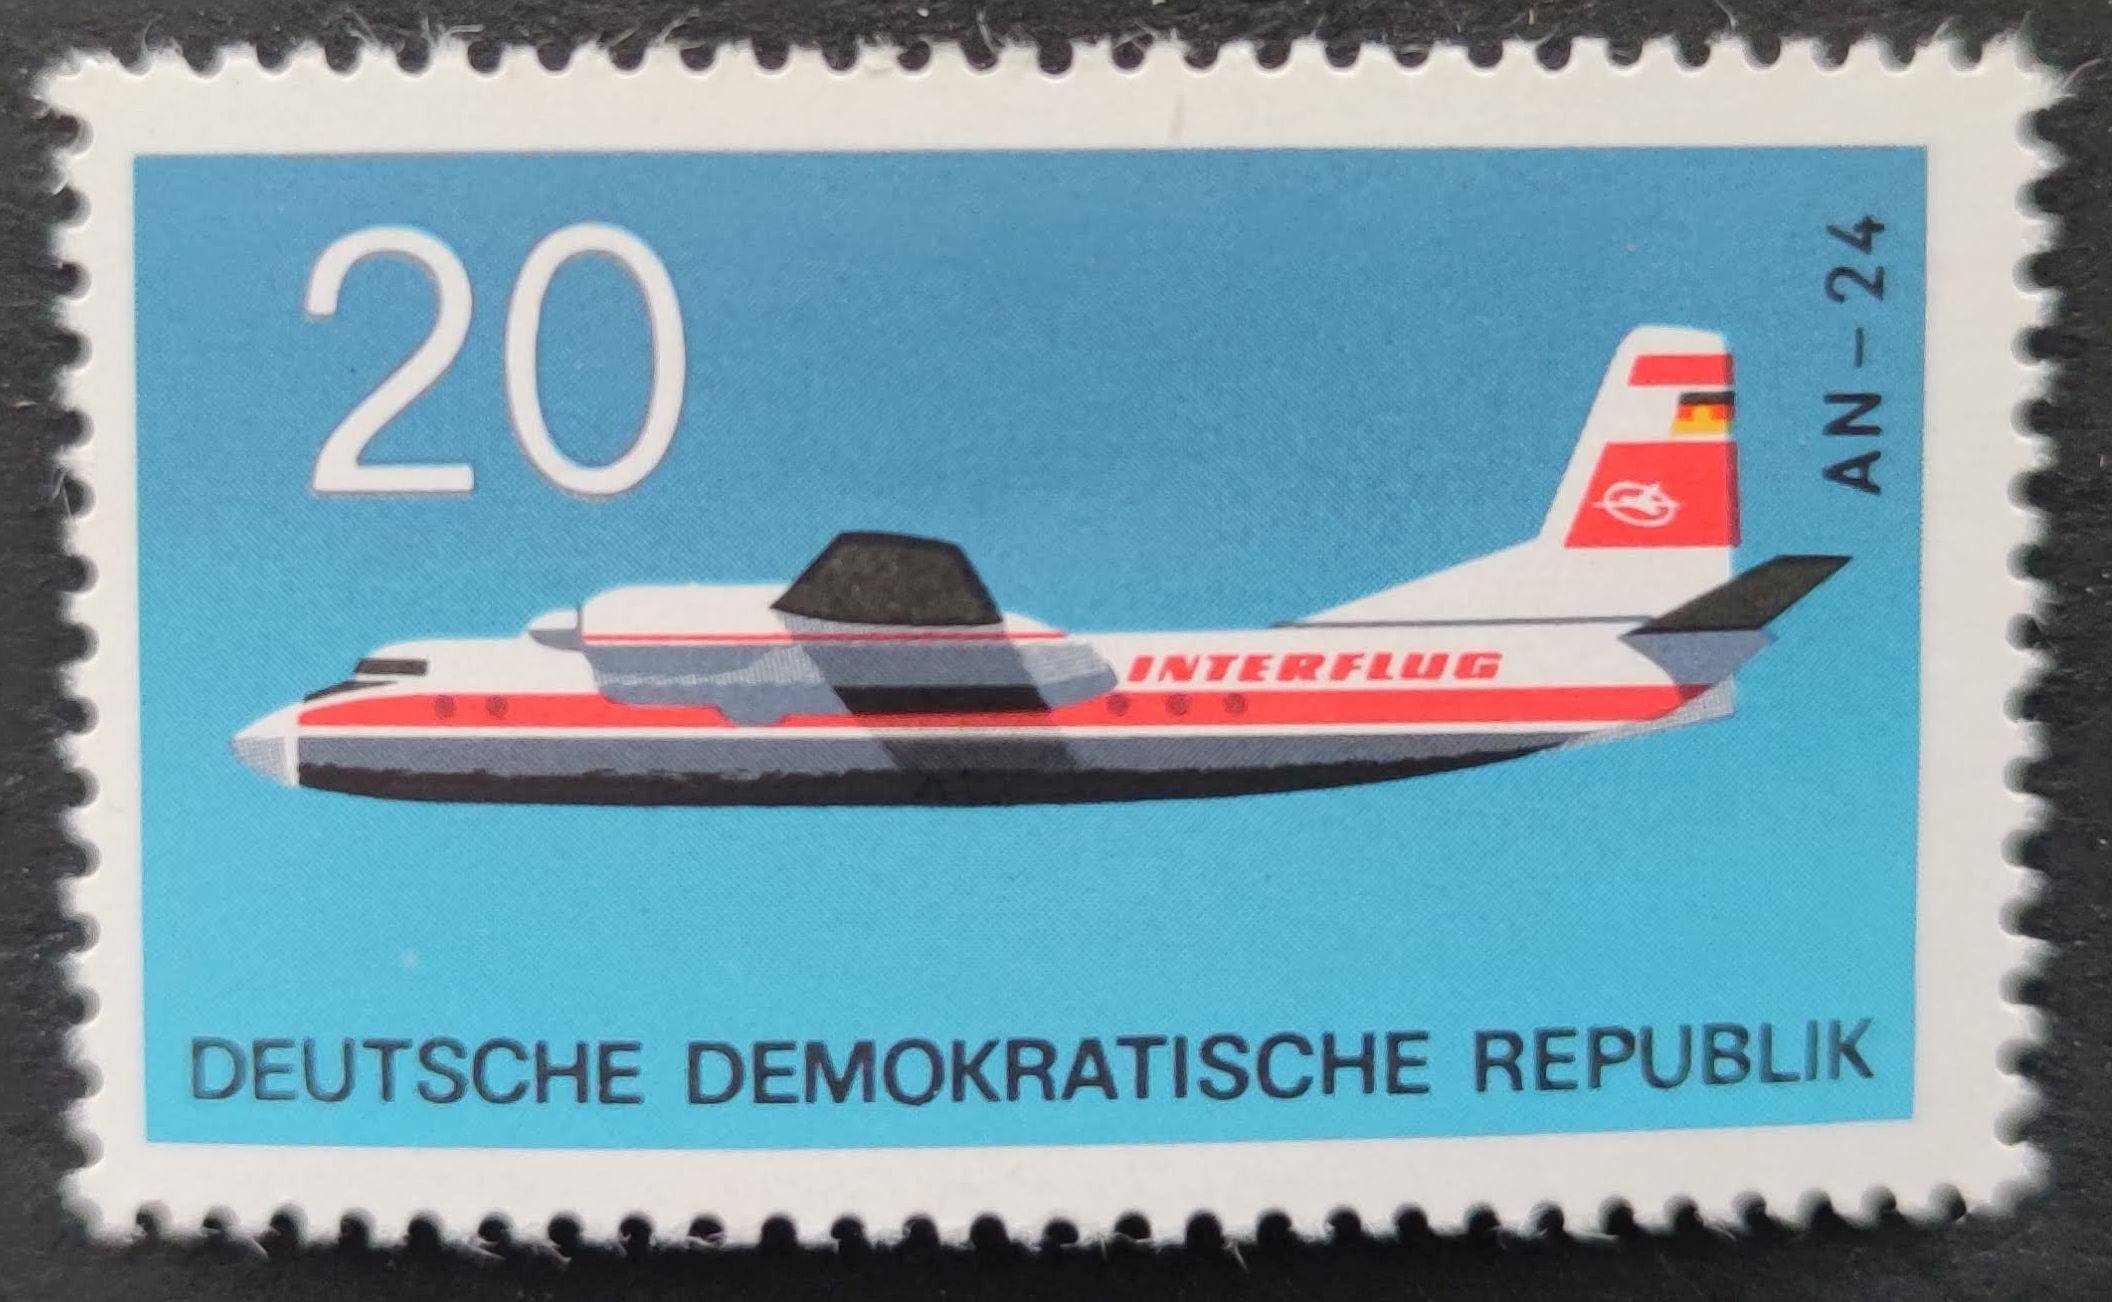 20
AN-24
INTERFLUG
DEUTSCHE DEMOKRATISCHE REPUBLIK